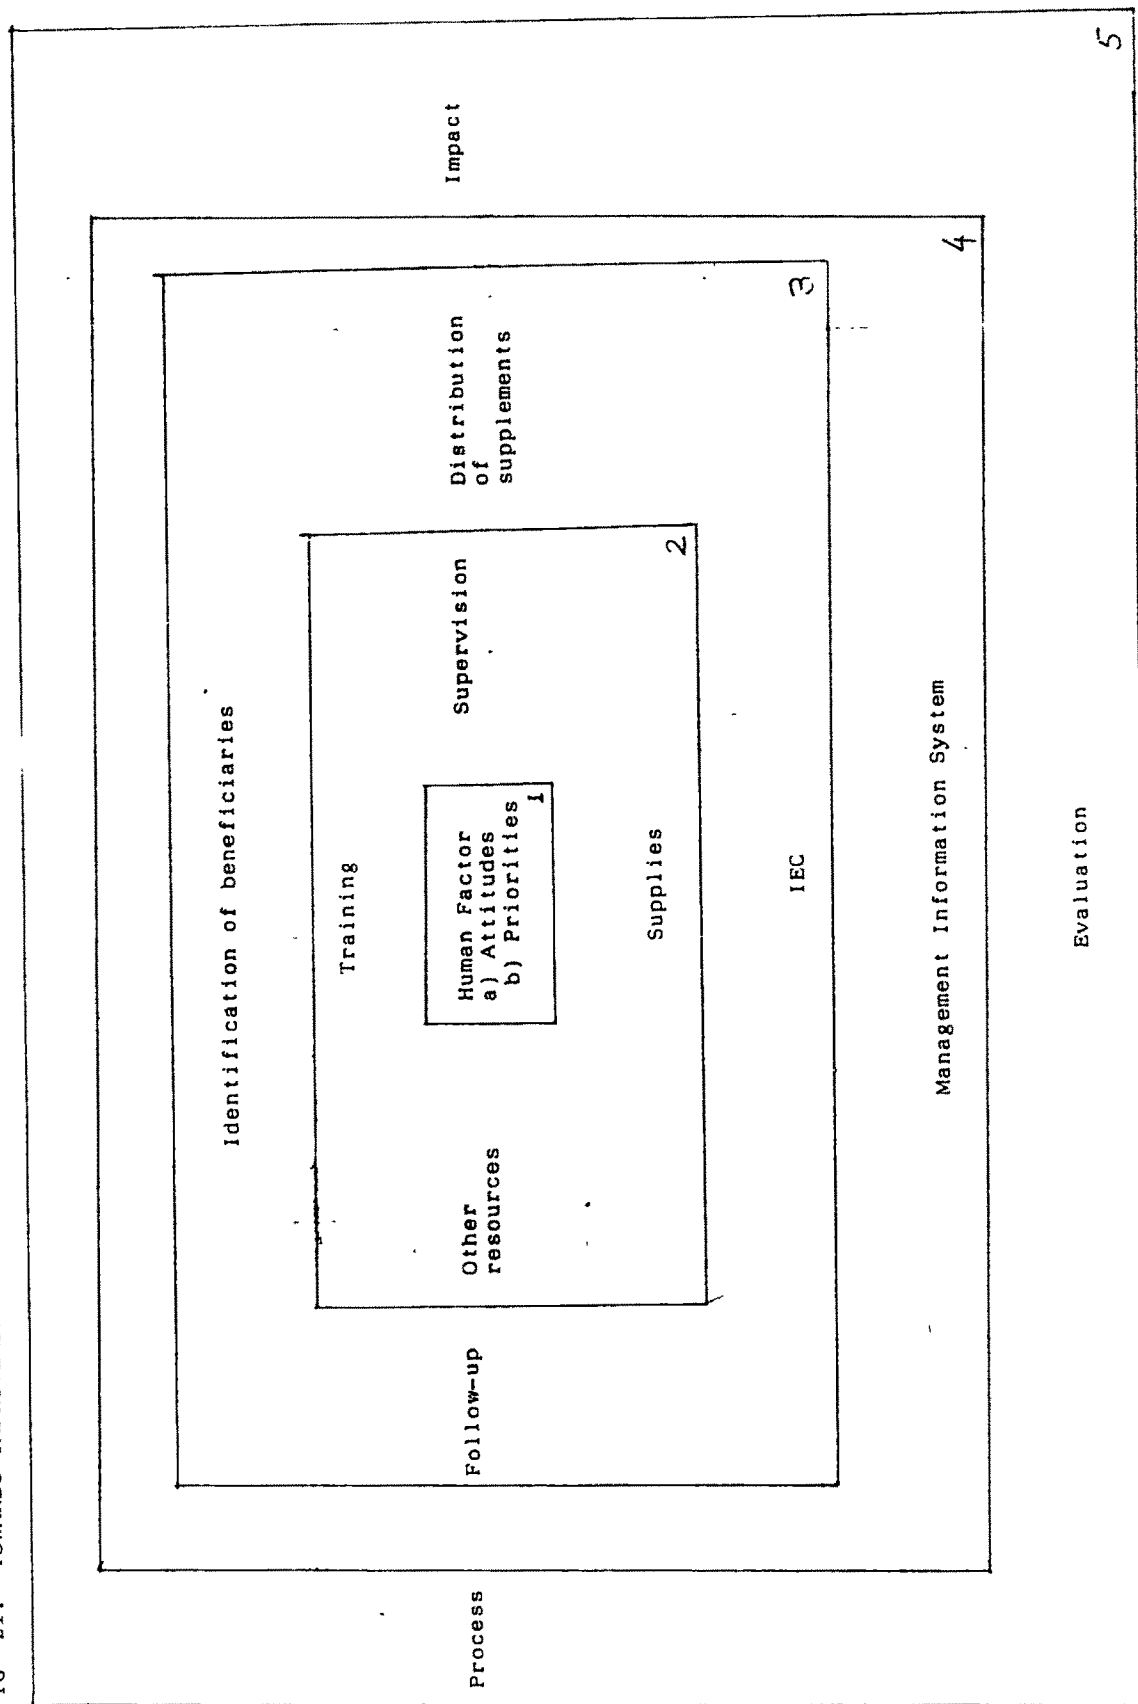 Identification of beneficiaries
Training
Human Factor
a) Attitudes
b) Priorities
1
Other
resources
Supervision
Supplies
2
Follow-up
Distribution
of
supplements
IEC
3
Management Information System
4
Process
Impact
Evaluation
5